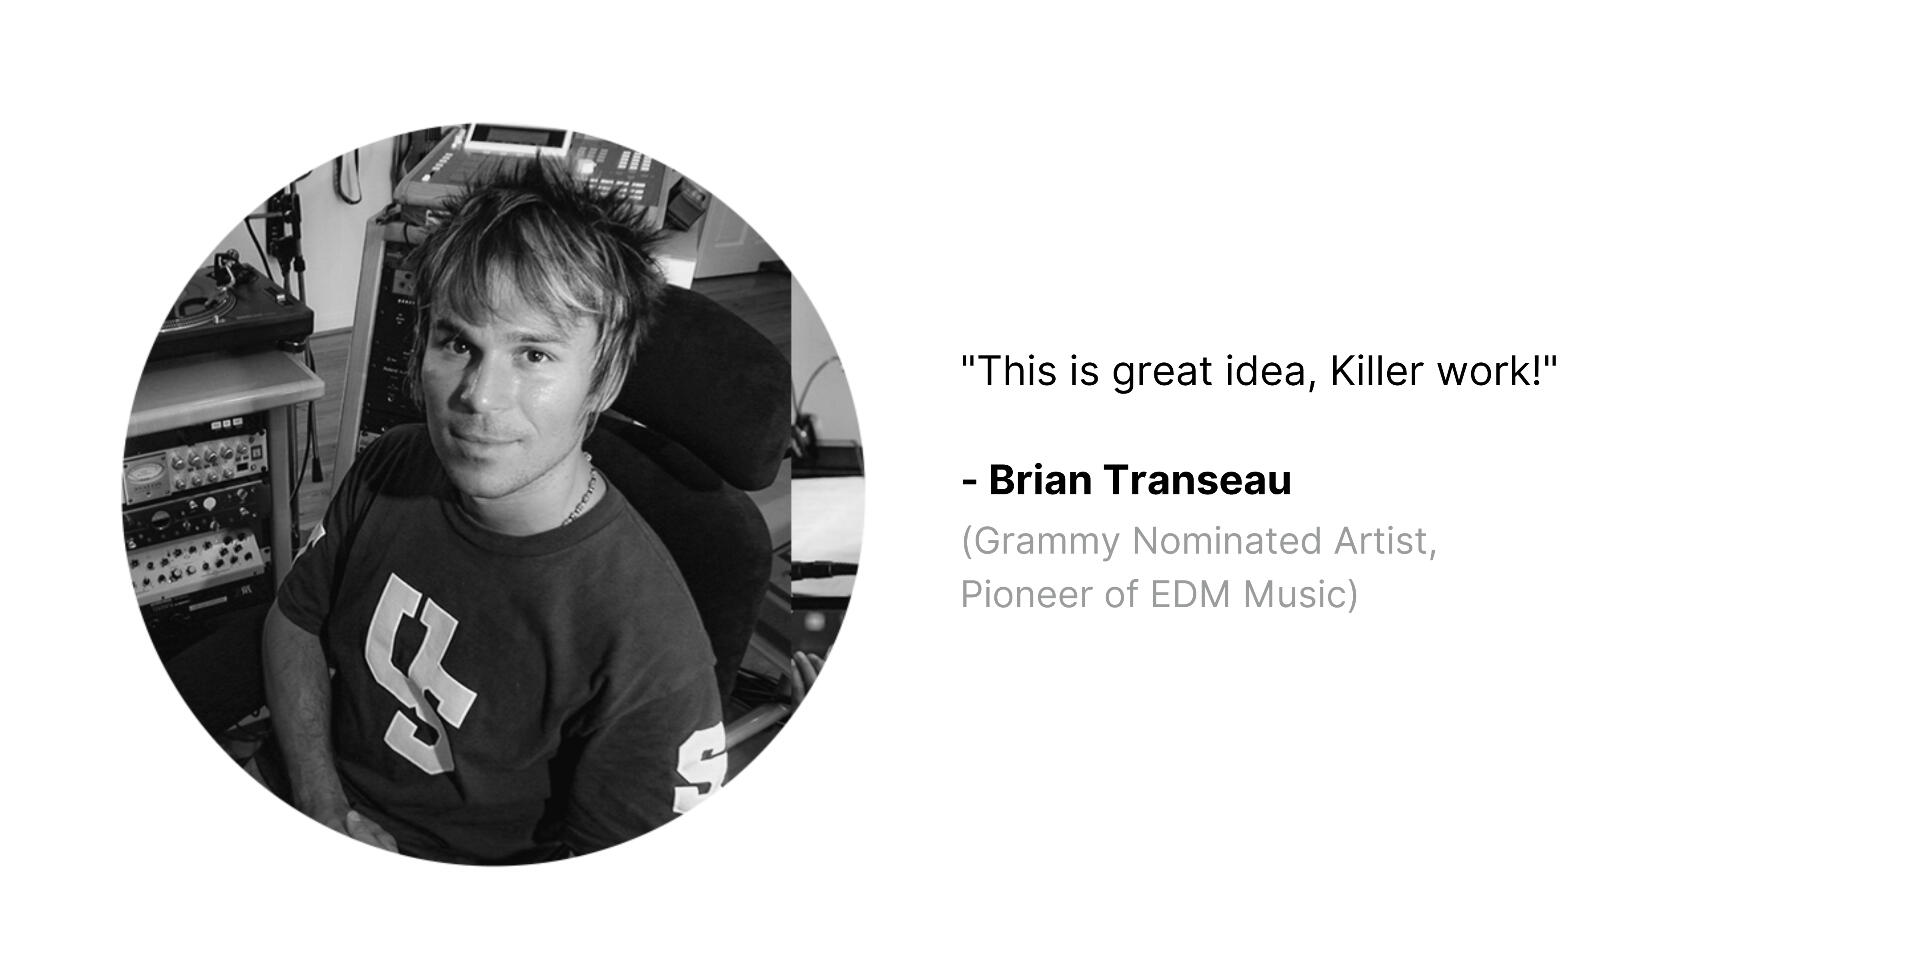 "This is great idea, Killer work!"
- Brian Transeau
(Grammy Nominated Artist,
Pioneer of EDM Music)
S